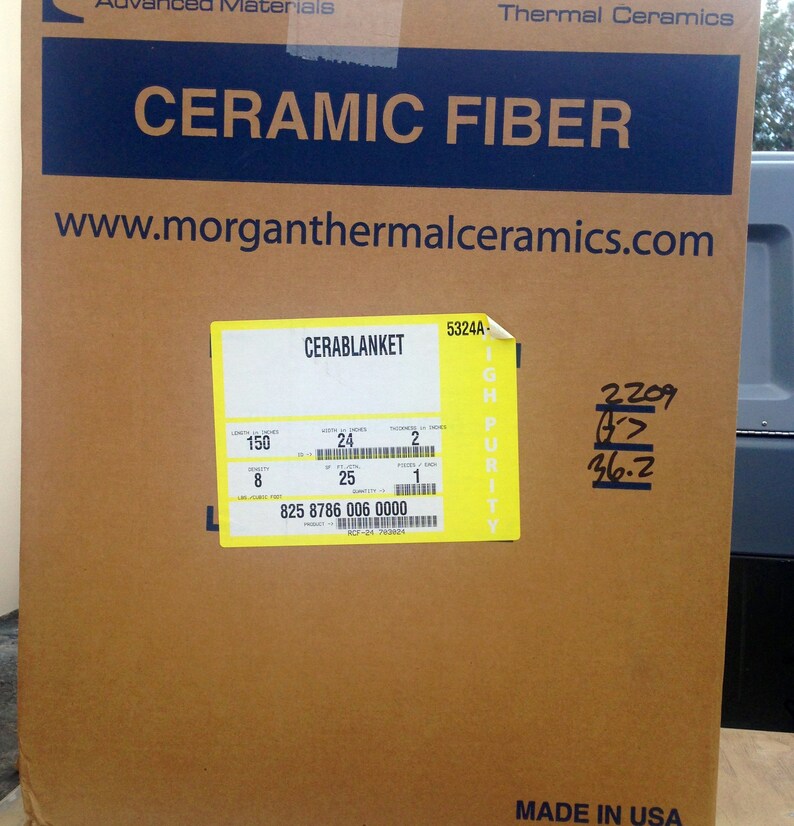 Advanced Materials
Thermal Ceramics
CERAMIC FIBER
www.morganthermalceramics.com
5324A-
CERABLANKET
HIGH PURITY
LENGTH in INCHES WIDTH in INCHES THICKNESS in INCHES
150 24 2
ID ->
DENSITY SF FT./CTN. PIECES / EACH
8 25 1
LBS./CUBIC FOOT QUANTITY ->
825 8786 006 0000
PRODUCT ->
RCF-24 703024
2209
36.2
MADE IN USA